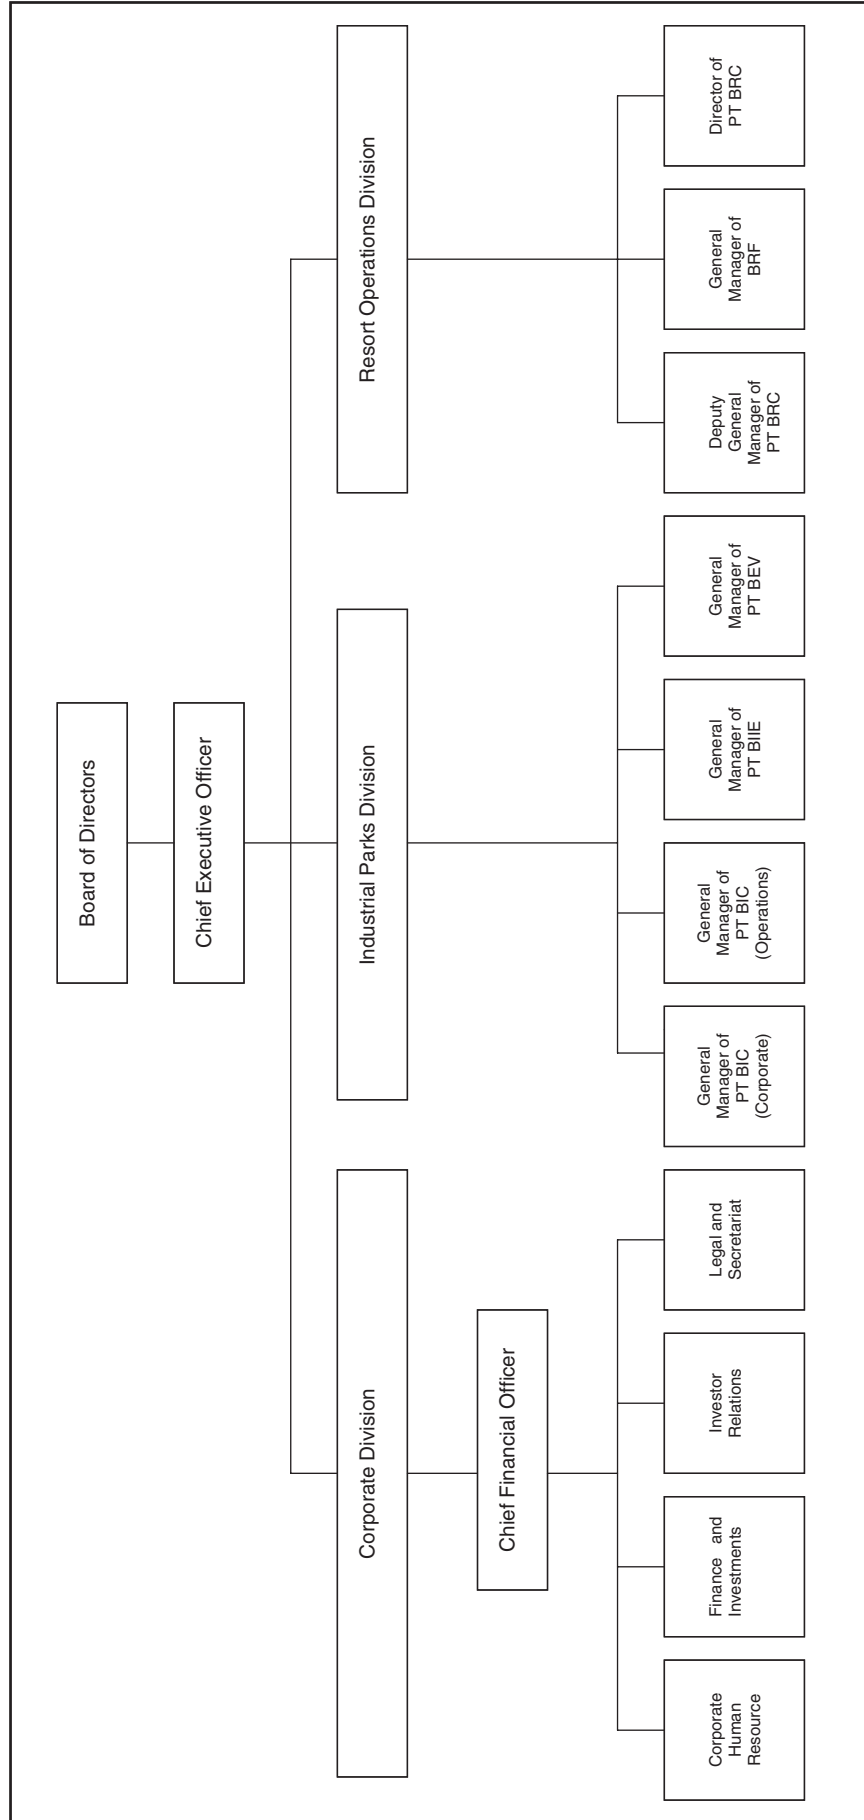 Board of Directors
Chief Executive Officer
Corporate Division
Industrial Parks Division
Resort Operations Division
Chief Financial Officer
Corporate
Human
Resource
Finance and
Investments
Investor
Relations
Legal and
Secretariat
General
Manager of
PT BIC
(Corporate)
General
Manager of
PT BIC
(Operations)
General
Manager of
PT BIIE
General
Manager of
PT BEV
Deputy
General
Manager of
PT BRC
General
Manager of
BRF
Director of
PT BRC